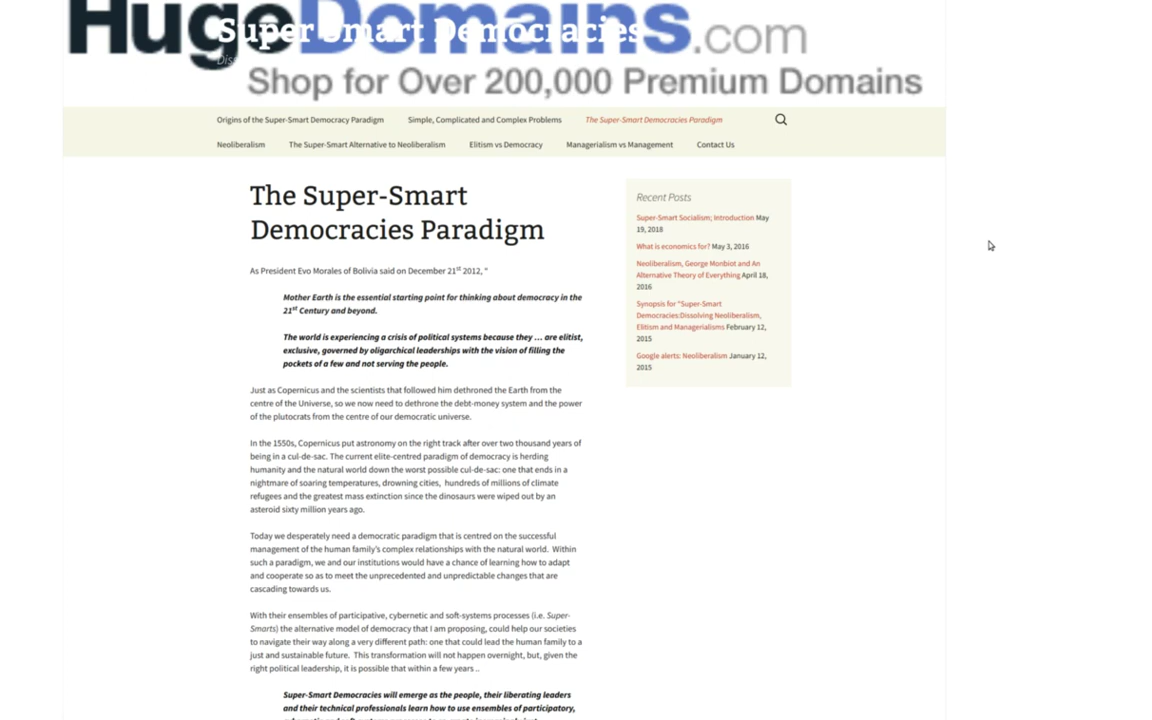 HugeDomains.com
Super Smart Democracies
Shop for Over 200,000 Premium Domains
Origins of the Super-Smart Democracy Paradigm Simple, Complicated and Complex Problems The Super-Smart Democracies Paradigm
Neoliberalism The Super-Smart Alternative to Neoliberalism Elitism vs Democracy Managerialism vs Management Contact Us
The Super-Smart
Democracies Paradigm
As President Evo Morales of Bolivia said on December 21st 2012, "
Mother Earth is the essential starting point for thinking about democracy in the
21st Century and beyond.
The world is experiencing a crisis of political systems because they ... are elitist,
exclusive, governed by oligarchical leaderships with the vision of filling the
pockets of a few and not serving the people.
Just as Copernicus and the scientists that followed him dethroned the Earth from the
centre of the Universe, so we now need to dethrone the debt-money system and the power
of the plutocrats from the centre of our democratic universe.
In the 1550s, Copernicus put astronomy on the right track after over two thousand years of
being in a cul-de-sac. The current elite-centred paradigm of democracy is herding
humanity and the natural world down the worst possible cul-de-sac: one that ends in a
nightmare of soaring temperatures, drowning cities, hundreds of millions of climate
refugees and the greatest mass extinction since the dinosaurs were wiped out by an
asteroid sixty million years ago.
Today we desperately need a democratic paradigm that is centred on the successful
management of the human family's complex relationships with the natural world. Within
such a paradigm, we and our institutions would have a chance of learning how to adapt
and cooperate so as to meet the unprecedented and unpredictable changes that are
cascading towards us.
With their ensembles of participative, cybernetic and soft-systems processes (i.e. Super-
Smarts) the alternative model of democracy that I am proposing, could help our societies
to navigate their way along a very different path: one that could lead the human family to a
just and sustainable future. This transformation will not happen overnight, but, given the
right political leadership, it is possible that within a few years ..
Super-Smart Democracies will emerge as the people, their liberating leaders
and their technical professionals learn how to use ensembles of participatory,
Recent Posts
Super-Smart Socialism; Introduction May
19, 2018
What is economics for? May 3, 2016
Neoliberalism, George Monbiot and An
Alternative Theory of Everything April 18,
2016
Synopsis for "Super-Smart
Democracies:Dissolving Neoliberalism,
Elitism and Managerialisms February 12,
2015
Google alerts: Neoliberalism January 12,
2015